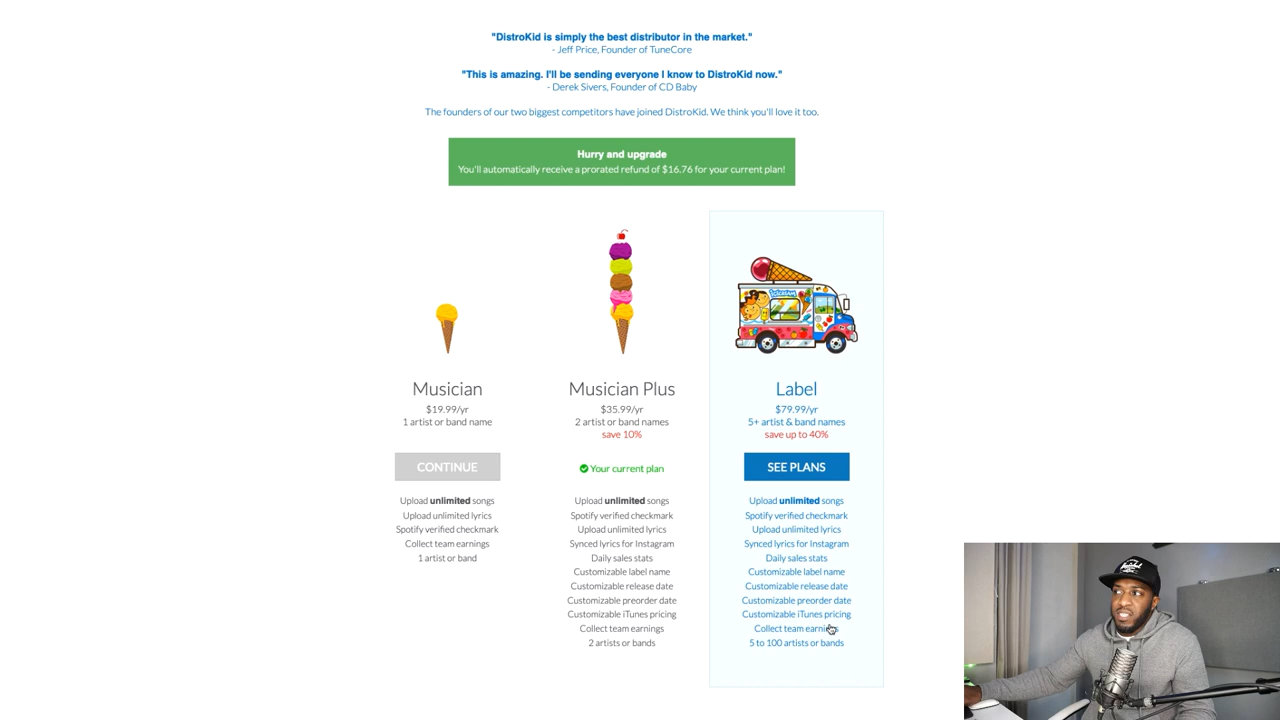 "DistroKid is simply the best distributor in the market."
- Jeff Price, Founder of TuneCore
"This is amazing. I'll be sending everyone I know to DistroKid now."
- Derek Sivers, Founder of CD Baby
The founders of our two biggest competitors have joined DistroKid. We think you'll love it too.
Hurry and upgrade
You'll automatically receive a prorated refund of $16.76 for your current plan!
Musician
$19.99/yr
1 artist or band name
CONTINUE
Upload unlimited songs
Upload unlimited lyrics
Spotify verified checkmark
Collect team earnings
1 artist or band
Musician Plus
$35.99/yr
2 artist or band names
save 10%
Your current plan
Upload unlimited songs
Spotify verified checkmark
Upload unlimited lyrics
Synced lyrics for Instagram
Daily sales stats
Customizable label name
Customizable release date
Customizable preorder date
Customizable iTunes pricing
Collect team earnings
2 artists or bands
Label
$79.99/yr
5+ artist & band names
save up to 40%
SEE PLANS
Upload unlimited songs
Spotify verified checkmark
Upload unlimited lyrics
Synced lyrics for Instagram
Daily sales stats
Customizable label name
Customizable release date
Customizable preorder date
Customizable iTunes pricing
Collect team earnings
5 to 100 artists or bands